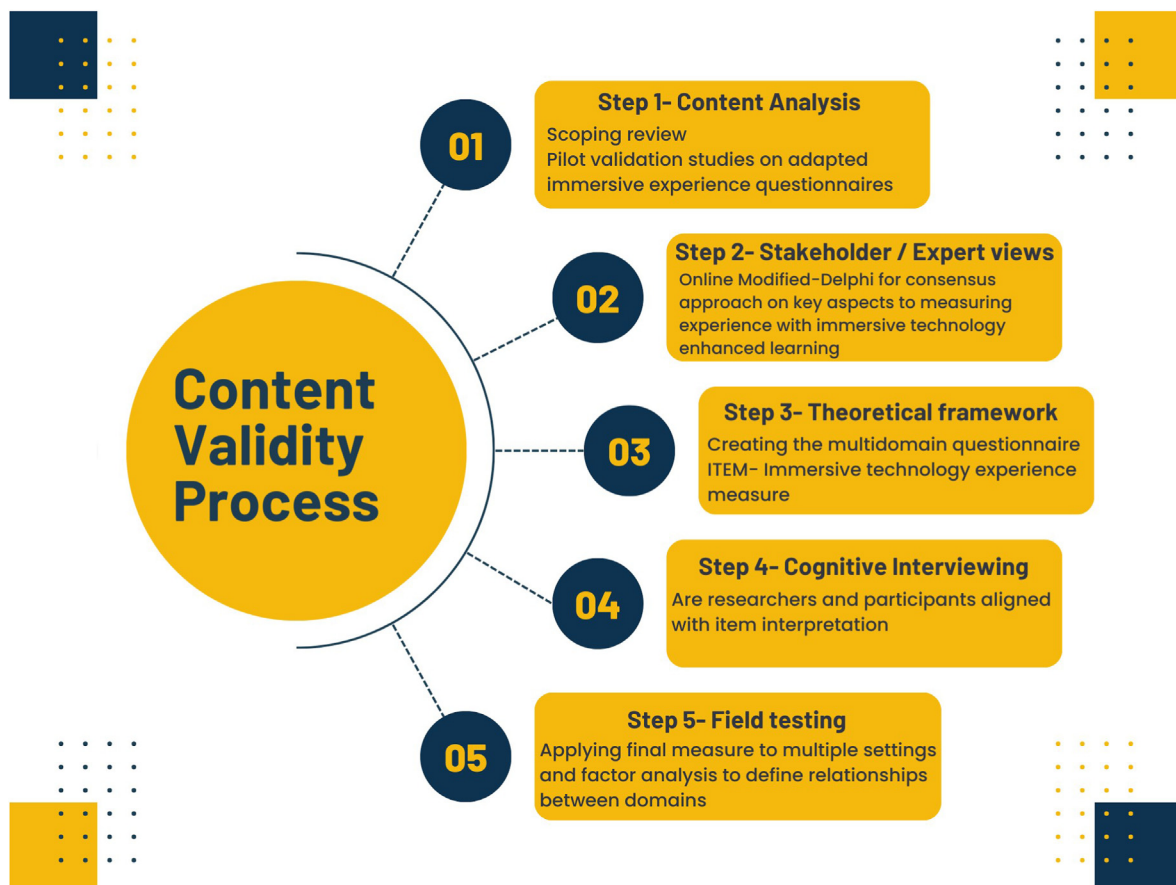 Content
Validity
Process
01
Step 1- Content Analysis
Scoping review
Pilot validation studies on adapted
immersive experience questionnaires
02
Step 2- Stakeholder / Expert views
Online Modified-Delphi for consensus
approach on key aspects to measuring
experience with immersive technology
enhanced learning
03
Step 3- Theoretical framework
Creating the multidomain questionnaire
ITEM- Immersive technology experience
measure
04
Step 4- Cognitive Interviewing
Are researchers and participants aligned
with item interpretation
05
Step 5- Field testing
Applying final measure to multiple settings
and factor analysis to define relationships
between domains